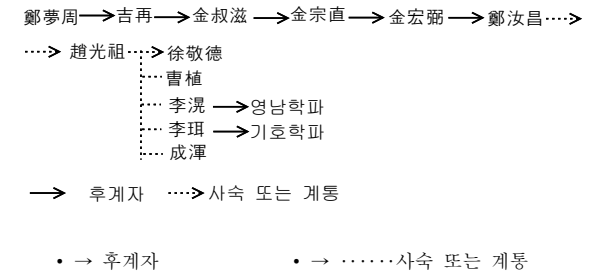 鄭夢周→吉再→金叔滋→金宗直→金宏弼→鄭汝昌····>
····>趙光祖····>徐敬德
曺植
李滉→영남학파
李珥→기호학파
成渾
→ 후계자 ····>사숙 또는 계통
• → 후계자 • → ······사숙 또는 계통